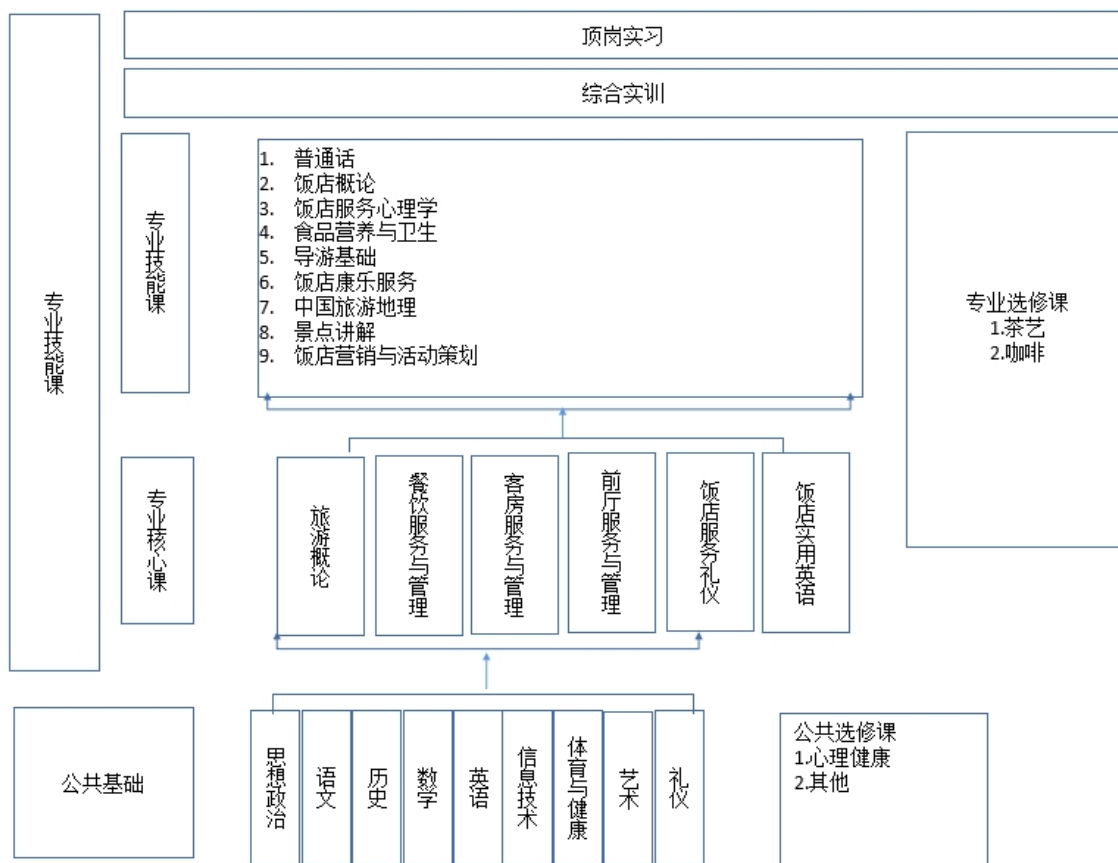 顶岗实习
综合实训
专业技能课
专业技能课
1. 普通话
2. 饭店概论
3. 饭店服务心理学
4. 食品营养与卫生
5. 导游基础
6. 饭店康乐服务
7. 中国旅游地理
8. 景点讲解
9. 饭店营销与活动策划
专业选修课
1.茶艺
2.咖啡
专业核心课
旅游概论
餐饮服务与管理
客房服务与管理
前厅服务与管理
饭店服务礼仪
饭店实用英语
公共基础
思想政治
语文
历史
数学
英语
信息技术
体育与健康
艺术
礼仪
公共选修课
1.心理健康
2.其他